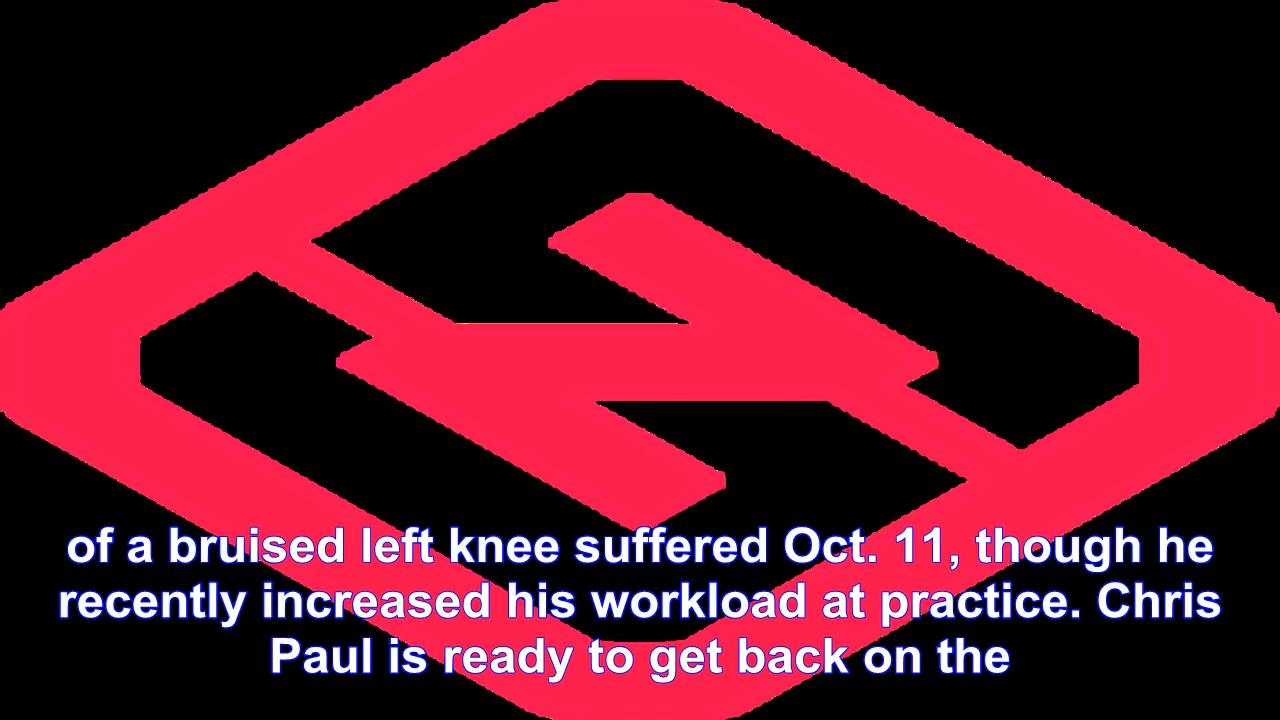 of a bruised left knee suffered Oct. 11, though he
recently increased his workload at practice. Chris
Paul is ready to get back on the